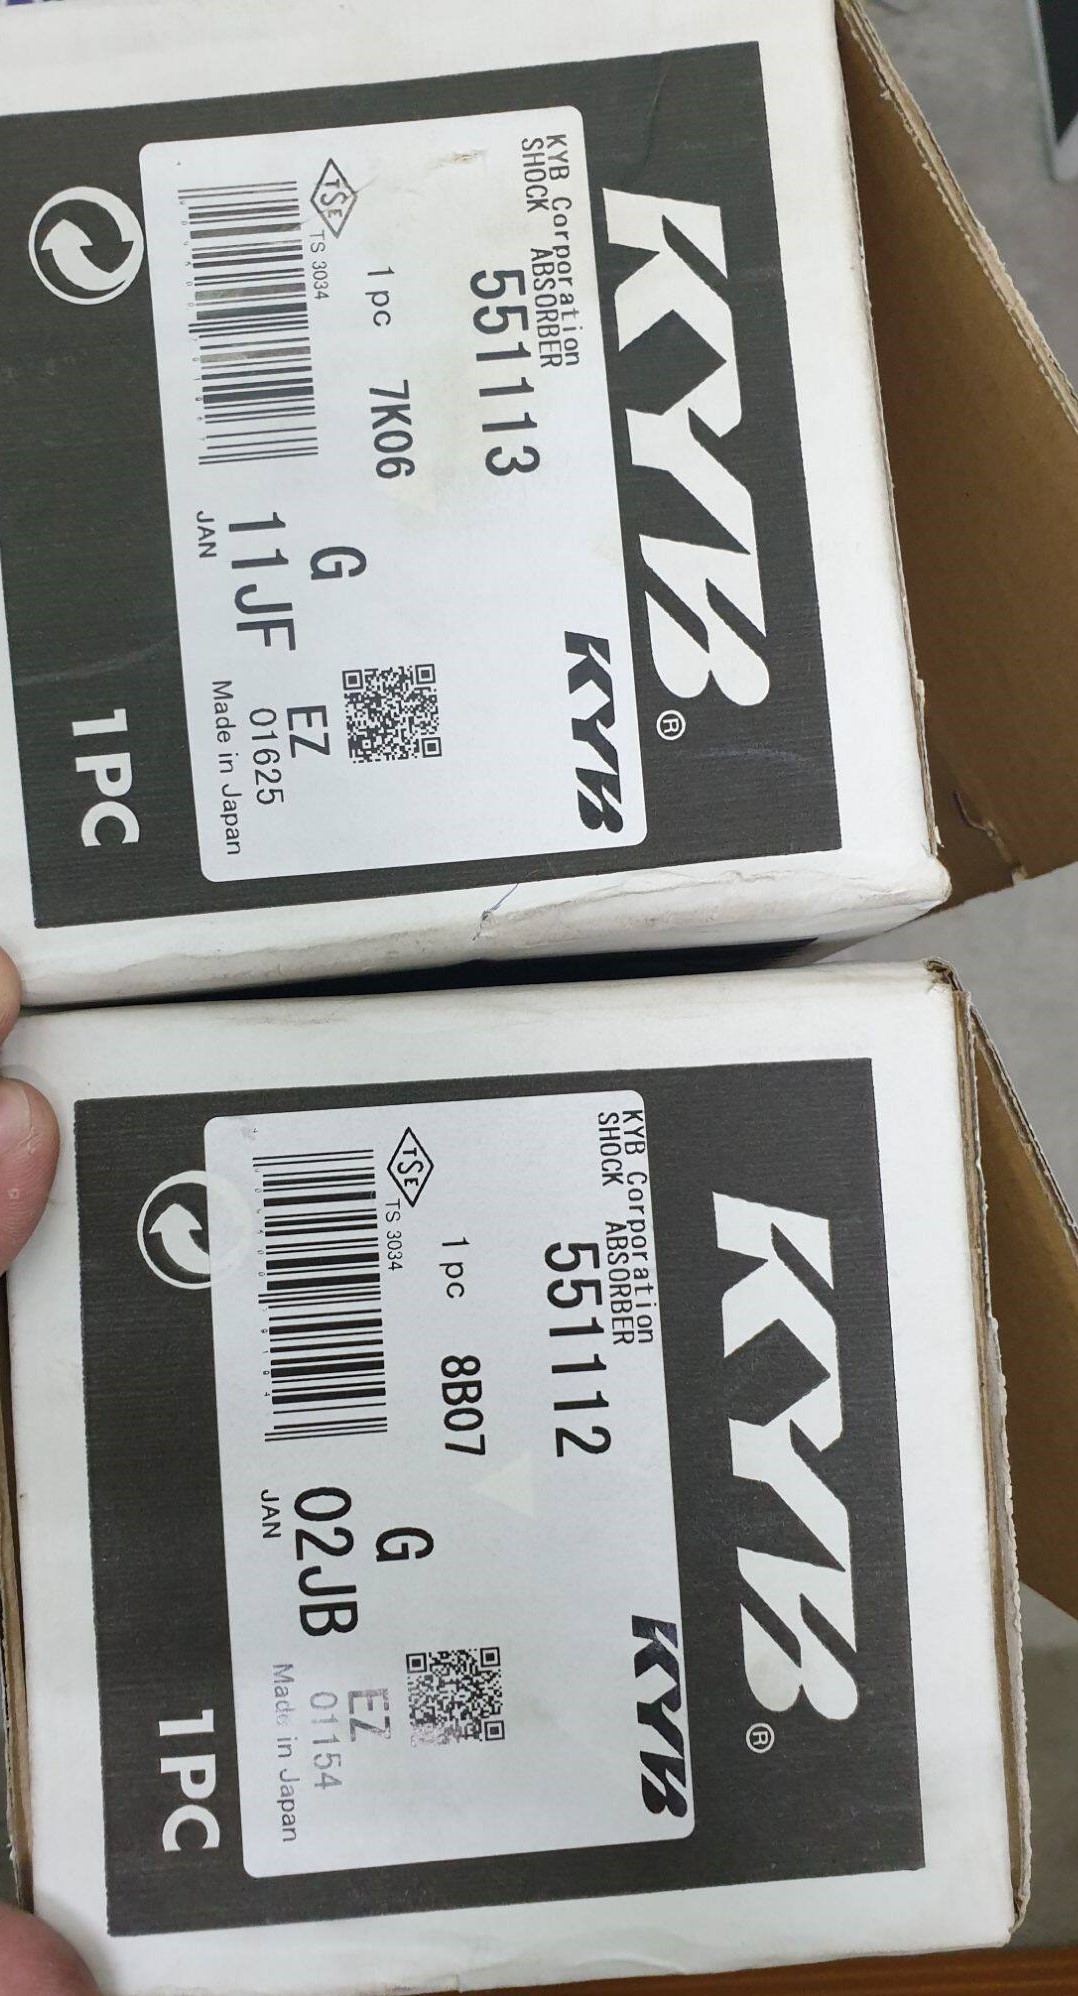 KYB®
KYB Corporation
SHOCK ABSORBER
KYB
551113
1 pc 7K06
TSE
TS 3034
G
11JF
JAN
EZ
01625
Made in Japan
1PC
KYB®
KYB Corporation
SHOCK ABSORBER
KYB
551112
1 pc 8B07
TSE
TS 3034
G
02JB
JAN
EZ
01154
Made in Japan
1PC